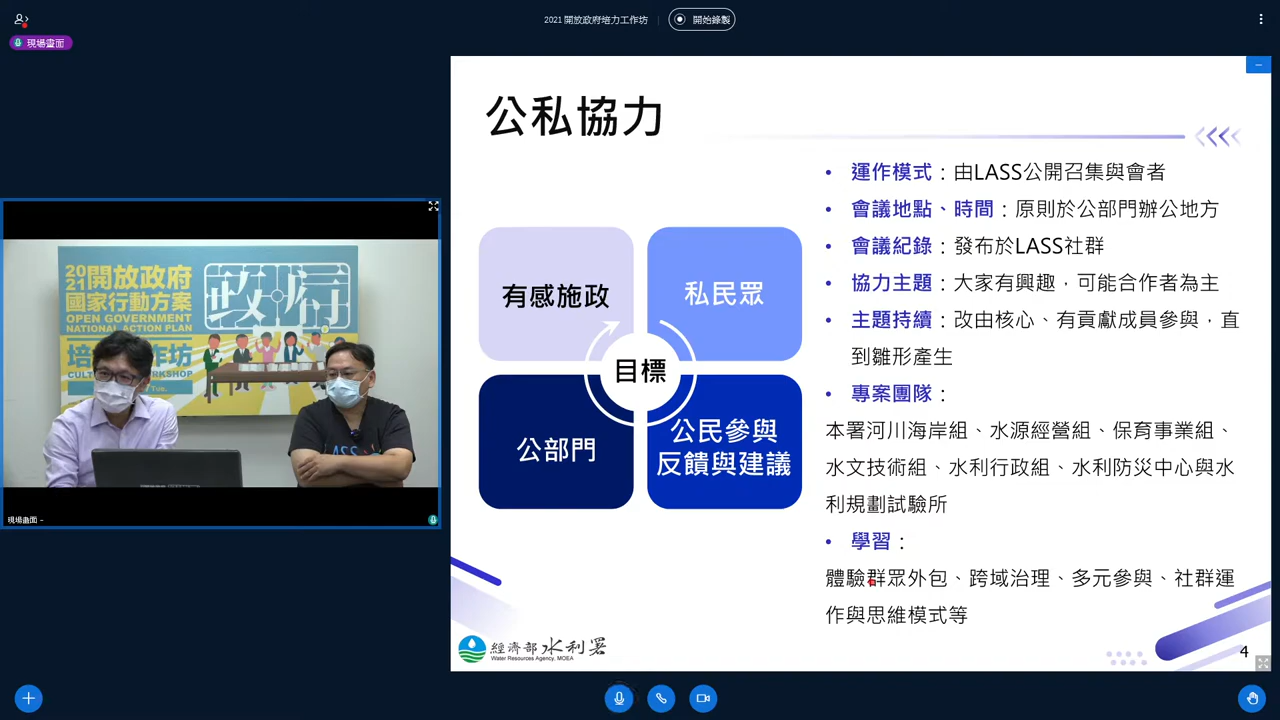 2021 開放政府培力工作坊
開始錄製
現場畫面
公私協力
有感施政
私民眾
目標
公部門
公民參與
反饋與建議
• 運作模式：由LASS公開召集與會者
• 會議地點、時間：原則於公部門辦公地方
• 會議紀錄：發布於LASS社群
• 協力主題：大家有興趣，可能合作者為主
• 主題持續：改由核心、有貢獻成員參與，直
到雛形產生
• 專案團隊：
本署河川海岸組、水源經營組、保育事業組、
水文技術組、水利行政組、水利防災中心與水
利規劃試驗所
• 學習：
體驗群眾外包、跨域治理、多元參與、社群運
作與思維模式等
經濟部水利署
Water Resources Agency, MOEA
4
2021開放政府
國家行動方案
OPEN GOVERNMENT
NATIONAL ACTION PLAN
現場畫面